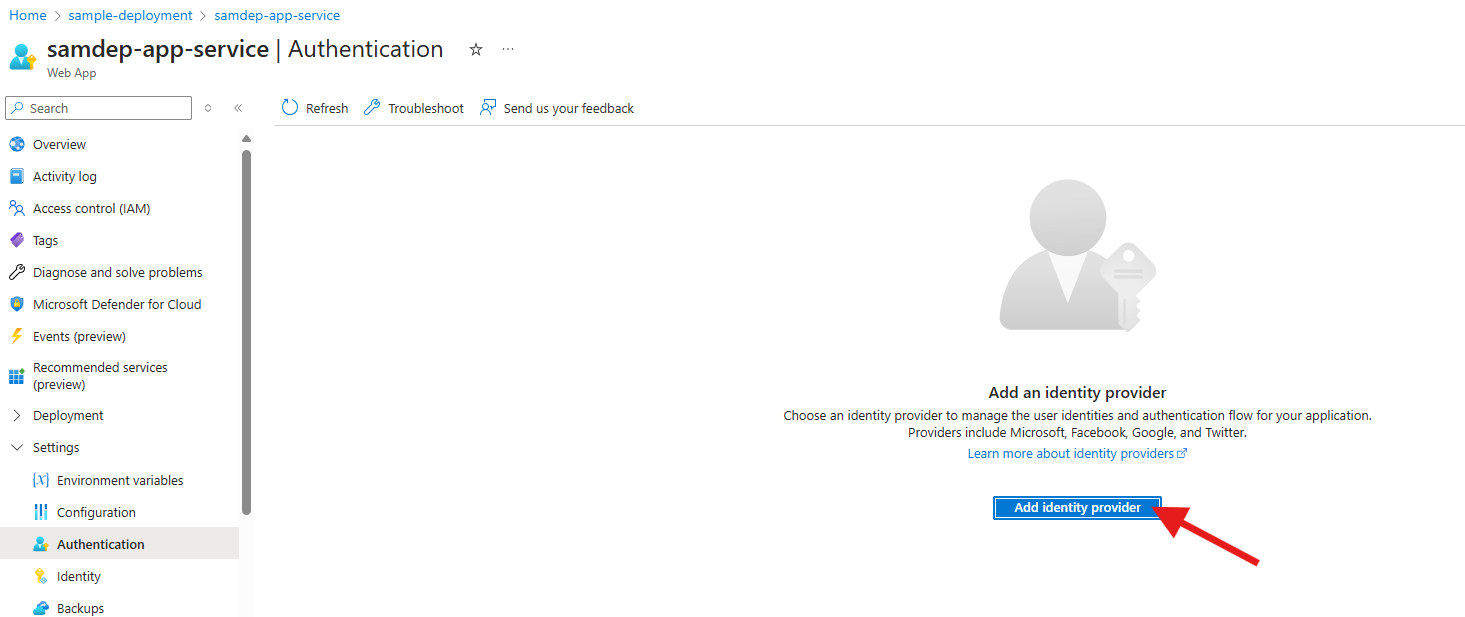 Home > sample-deployment > samdep-app-service
samdep-app-service | Authentication
Web App
Search
Refresh Troubleshoot Send us your feedback
Overview
Activity log
Access control (IAM)
Tags
Diagnose and solve problems
Microsoft Defender for Cloud
Events (preview)
Recommended services
(preview)
Deployment
Settings
Environment variables
Configuration
Authentication
Identity
Backups
Add an identity provider
Choose an identity provider to manage the user identities and authentication flow for your application.
Providers include Microsoft, Facebook, Google, and Twitter.
Learn more about identity providers
Add identity provider